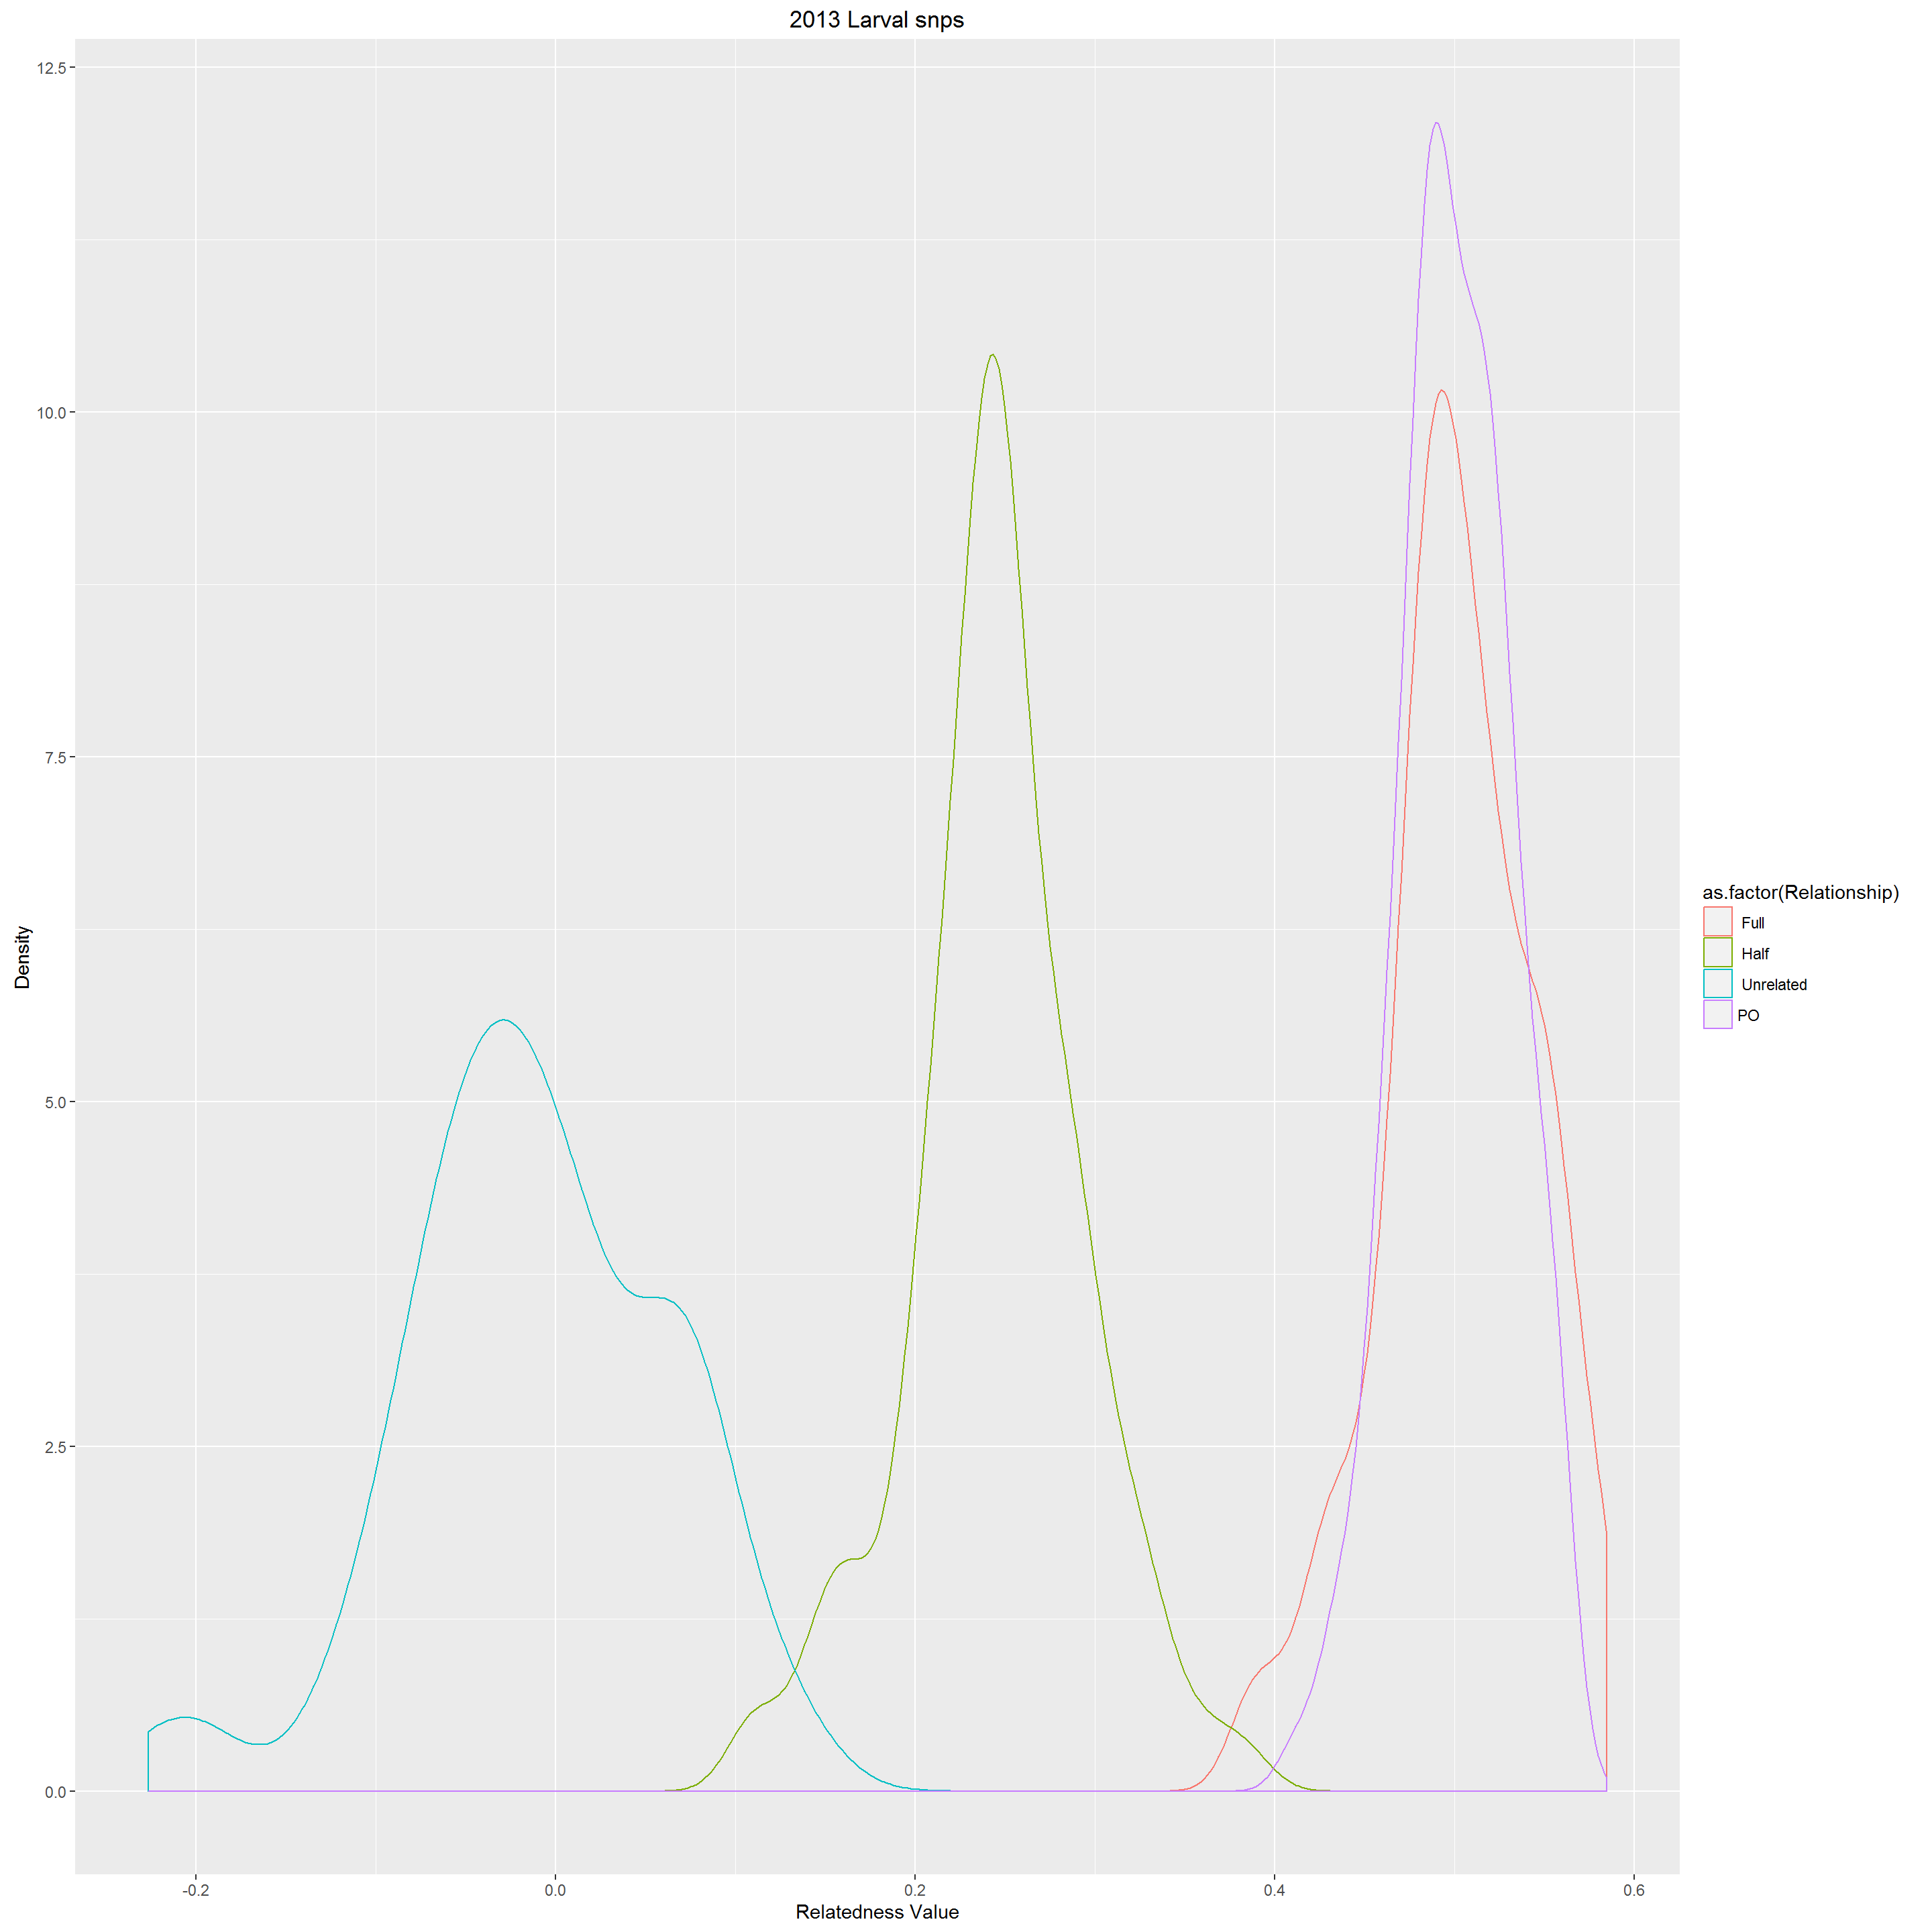 2013 Larval snps
12.5
10.0
7.5
5.0
2.5
0.0
Density
-0.2 0.0 0.2 0.4 0.6
Relatedness Value
as.factor(Relationship)
Full
Half
Unrelated
PO